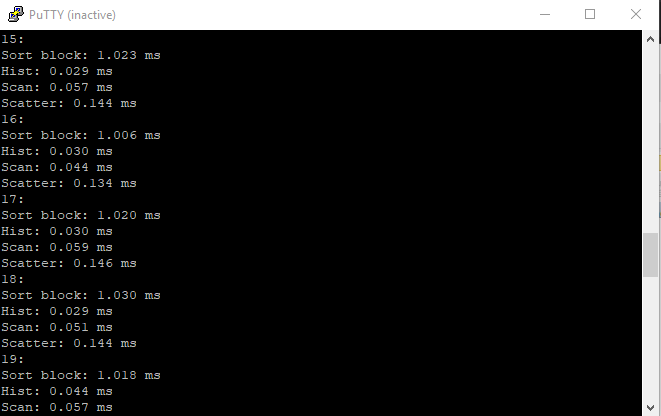 PuTTY (inactive)
15:
Sort block: 1.023 ms
Hist: 0.029 ms
Scan: 0.057 ms
Scatter: 0.144 ms
16:
Sort block: 1.006 ms
Hist: 0.030 ms
Scan: 0.044 ms
Scatter: 0.134 ms
17:
Sort block: 1.020 ms
Hist: 0.030 ms
Scan: 0.059 ms
Scatter: 0.146 ms
18:
Sort block: 1.030 ms
Hist: 0.029 ms
Scan: 0.051 ms
Scatter: 0.144 ms
19:
Sort block: 1.018 ms
Hist: 0.044 ms
Scan: 0.057 ms